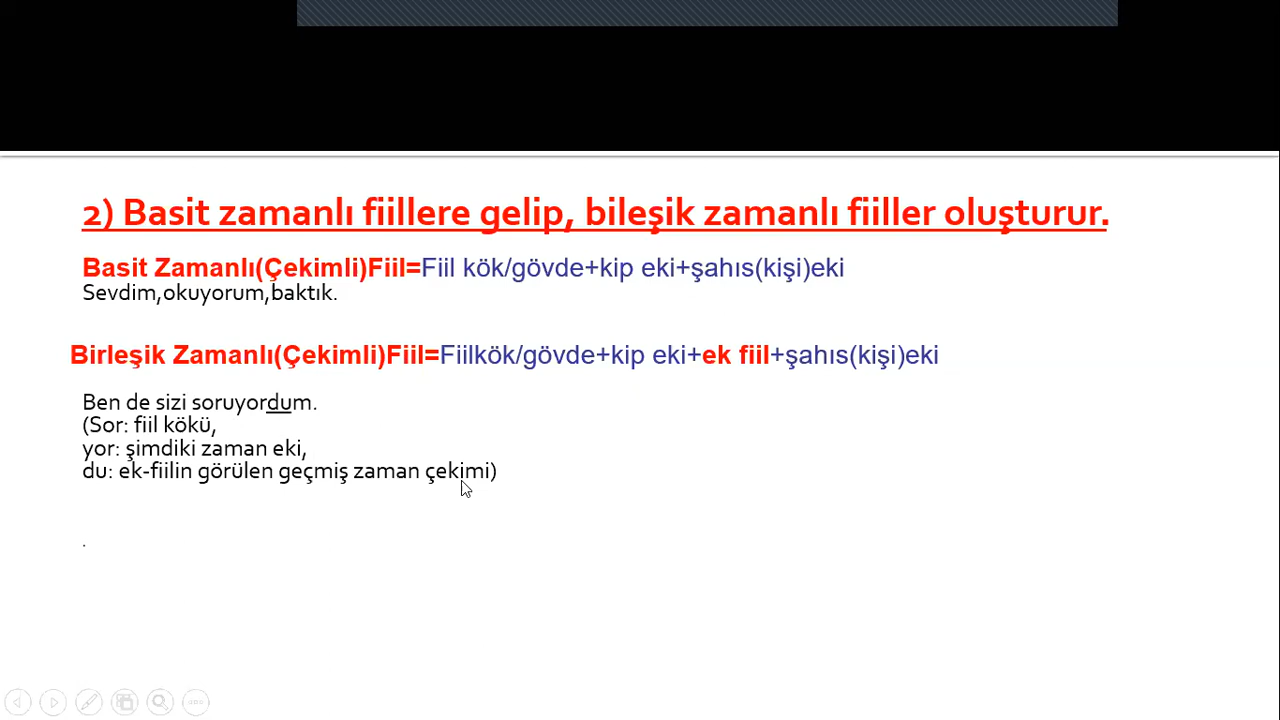 2) Basit zamanlı fiillere gelip, bileşik zamanlı fiiller oluşturur.
Basit Zamanlı(Çekimli)Fiil=Fiil kök/gövde+kip eki+şahıs(kişi)eki
Sevdim,okuyorum,baktık.
Birleşik Zamanlı(Çekimli)Fiil=Fiilkök/gövde+kip eki+ek fiil+şahıs(kişi)eki
Ben de sizi soruyordum.
(Sor: fiil kökü,
yor: şimdiki zaman eki,
du: ek-fiilin görülen geçmiş zaman çekimi)
.